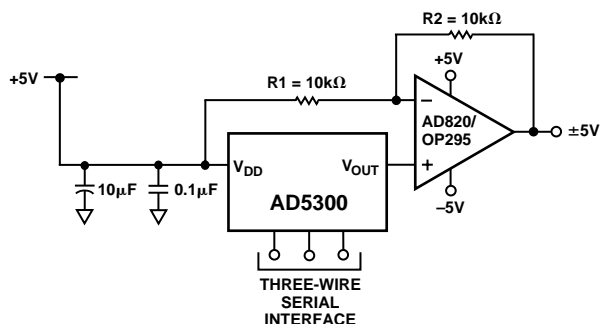 R2 = 10kΩ
+5V
R1 = 10kΩ
+5V
−
AD820/
OP295
±5V
+
VDD
VOUT
10μF
0.1μF
AD5300
−5V
THREE-WIRE
SERIAL
INTERFACE